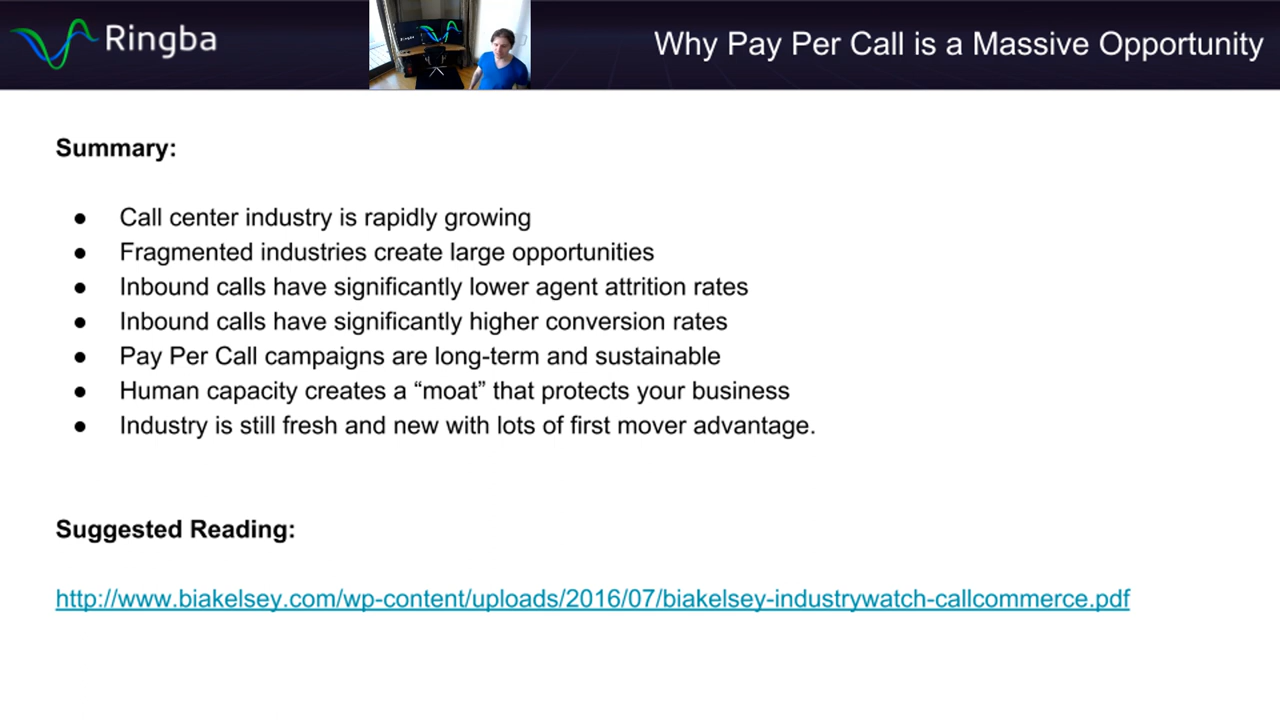 Ringba
Why Pay Per Call is a Massive Opportunity
Summary:
● Call center industry is rapidly growing
● Fragmented industries create large opportunities
● Inbound calls have significantly lower agent attrition rates
● Inbound calls have significantly higher conversion rates
● Pay Per Call campaigns are long-term and sustainable
● Human capacity creates a “moat” that protects your business
● Industry is still fresh and new with lots of first mover advantage.
Suggested Reading:
http://www.biakelsey.com/wp-content/uploads/2016/07/biakelsey-industrywatch-callcommerce.pdf